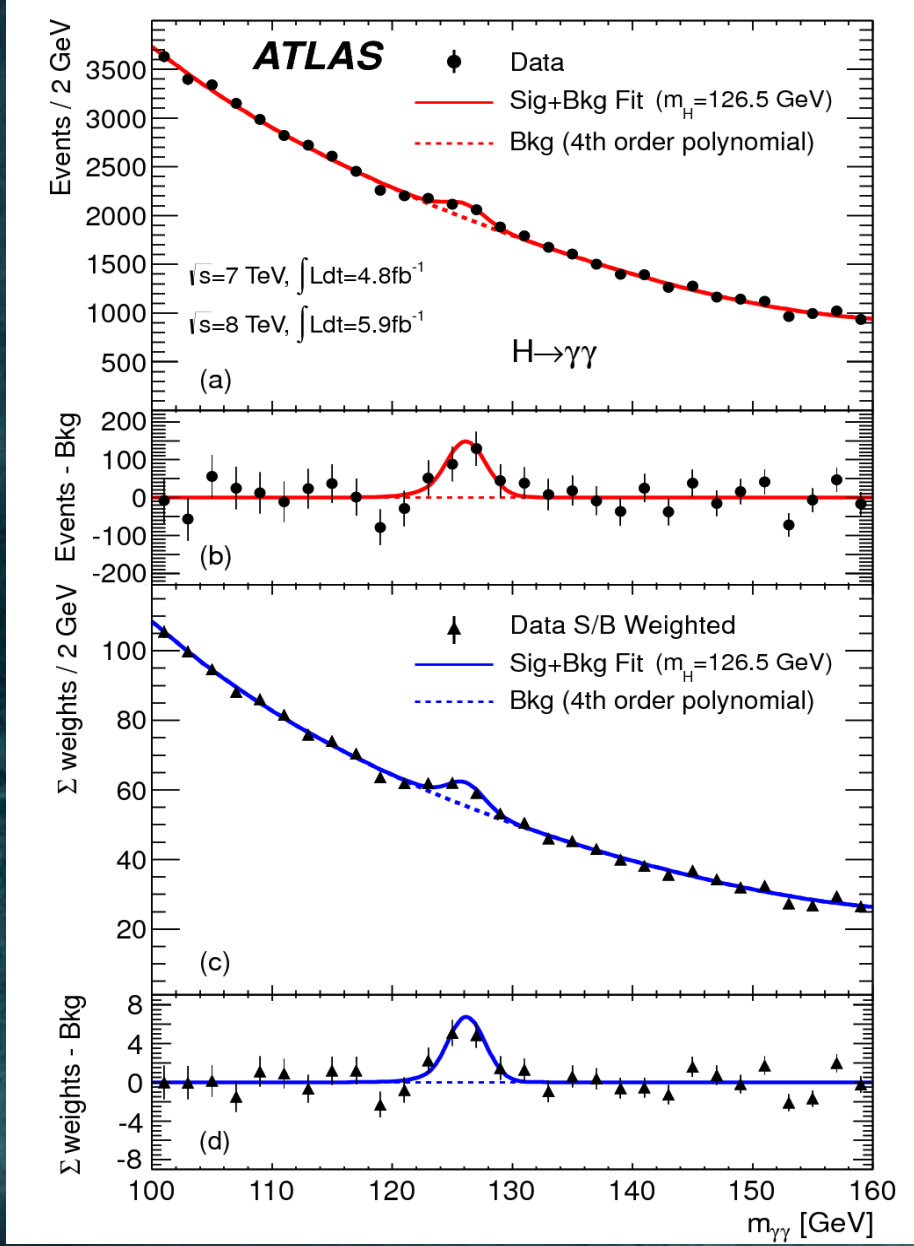 ATLAS
Data
Sig+Bkg Fit (m_H=126.5 GeV)
Bkg (4th order polynomial)
Events / 2 GeV
3500
3000
2500
2000
1500
1000
500
√s=7 TeV, ∫Ldt=4.8fb⁻¹
√s=8 TeV, ∫Ldt=5.9fb⁻¹
H→γγ
(a)
Events - Bkg
200
100
0
-100
-200
(b)
Σ weights / 2 GeV
100
80
60
40
20
Data S/B Weighted
Sig+Bkg Fit (m_H=126.5 GeV)
Bkg (4th order polynomial)
(c)
Σ weights - Bkg
8
4
0
-4
-8
(d)
100 110 120 130 140 150 160
m_γγ [GeV]